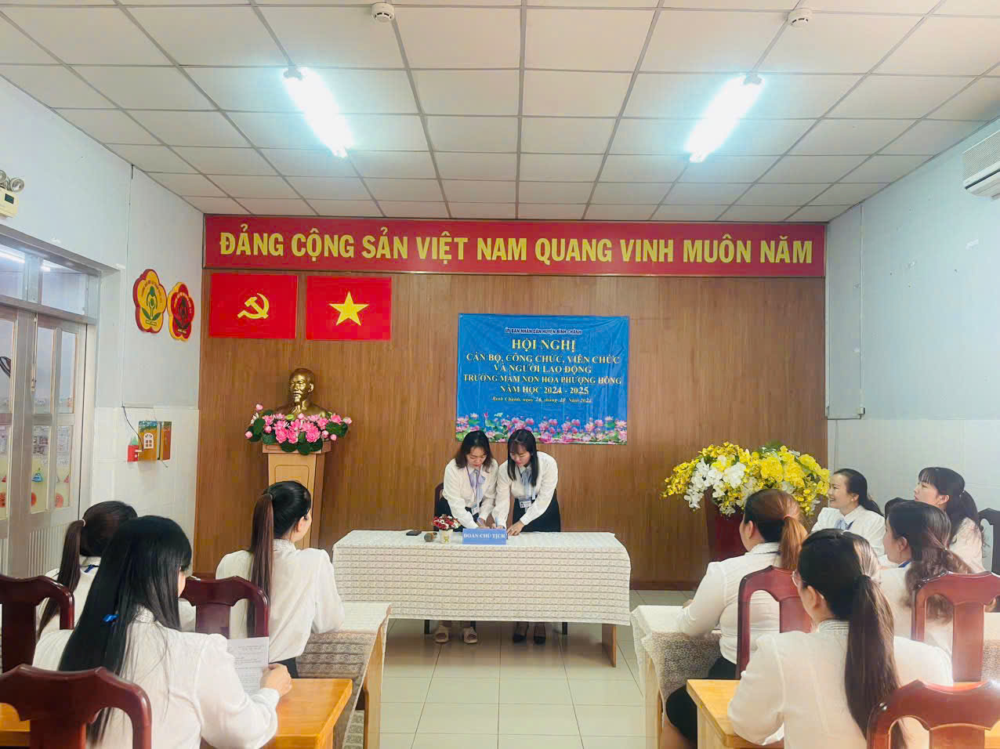 ĐẢNG CỘNG SẢN VIỆT NAM QUANG VINH MUÔN NĂM
ỦY BAN NHÂN DÂN HUYỆN BÌNH CHÁNH
HỘI NGHỊ
CÁN BỘ, CÔNG CHỨC, VIÊN CHỨC
VÀ NGƯỜI LAO ĐỘNG
TRƯỜNG MẦM NON HOA PHƯỢNG HỒNG
NĂM HỌC 2024 - 2025
Bình Chánh, ngày 26 tháng 10 Năm 2024
ĐOÀN CHỦ TỊCH